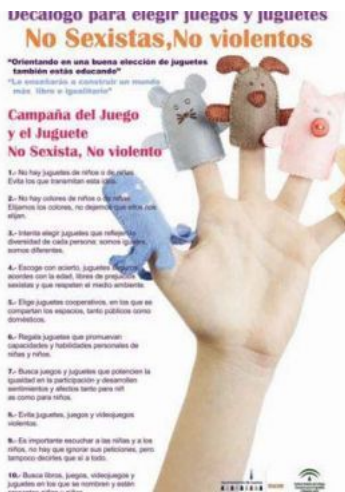 Decálogo para elegir juegos y juguetes
No Sexistas, No violentos
"Orientando en una buena elección de juguetes
también estás educando"
"Le enseñarás a construir un mundo
más libre e igualitario"
Campaña del Juego
y el Juguete
No Sexista, No violento
1.- No hay juguetes de niños o de niñas
Evita los que transmitan esta idea.
2.- No hay colores de niños o de niñas
Elijamos los colores, no dejemos que ellos nos
elijan.
3.- Intenta elegir juguetes que reflejen la
diversidad de cada persona: somos iguales,
somos diferentes.
4.- Escoge con acierto, juguetes seguros
acordes con la edad, libres de prejuicios
sexistas y que respeten el medio ambiente.
5.- Elige juguetes cooperativos, en los que se
compartan los espacios, tanto públicos como
domésticos.
6.- Regala juguetes que promuevan
capacidades y habilidades personales de
niñas y niños.
7.- Busca juegos y juguetes que potencien la
igualdad en la participación y desarrollen
sentimientos y afectos tanto para niñ
as como para niños.
8.- Evita juguetes, juegos y videojuegos
violentos.
9.- Es importante escuchar a las niñas y a los
niños, no hay que ignorar sus peticiones, pero
tampoco decirles que sí a todo.
10.- Busca libros, juegos, videojuegos y
juguetes en los que se nombren y estén
presentes niñas y niños.